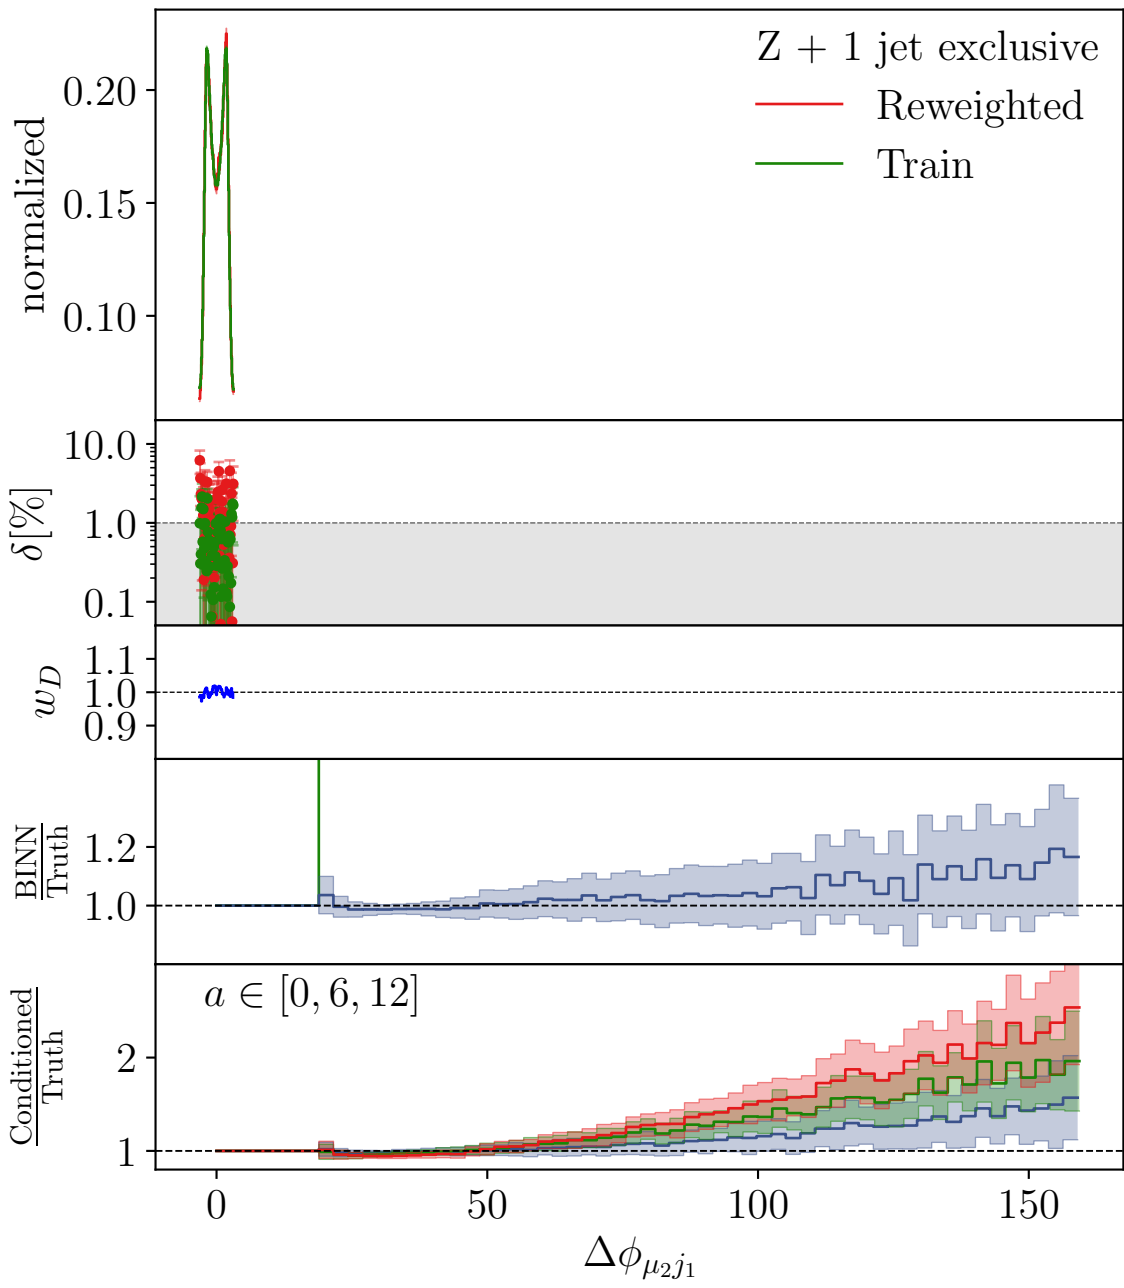 Z + 1 jet exclusive
Reweighted
Train
normalized
0.20
0.15
0.10
δ[%]
10.0
1.0
0.1
w_D
1.1
1.0
0.9
BINN
Truth
1.2
1.0
Conditioned
Truth
a ∈ [0, 6, 12]
2
1
0 50 100 150
Δϕ_{μ_2 j_1}